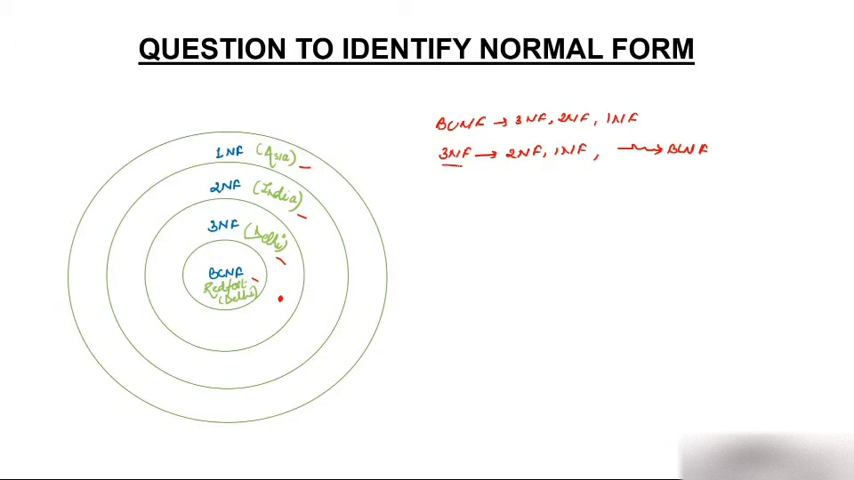 QUESTION TO IDENTIFY NORMAL FORM
BCNF → 3NF, 2NF, 1NF
3NF → 2NF, 1NF, → BCNF
1NF (Asia)
2NF (India)
3NF (Delhi)
BCNF
Redfort
(Delhi)